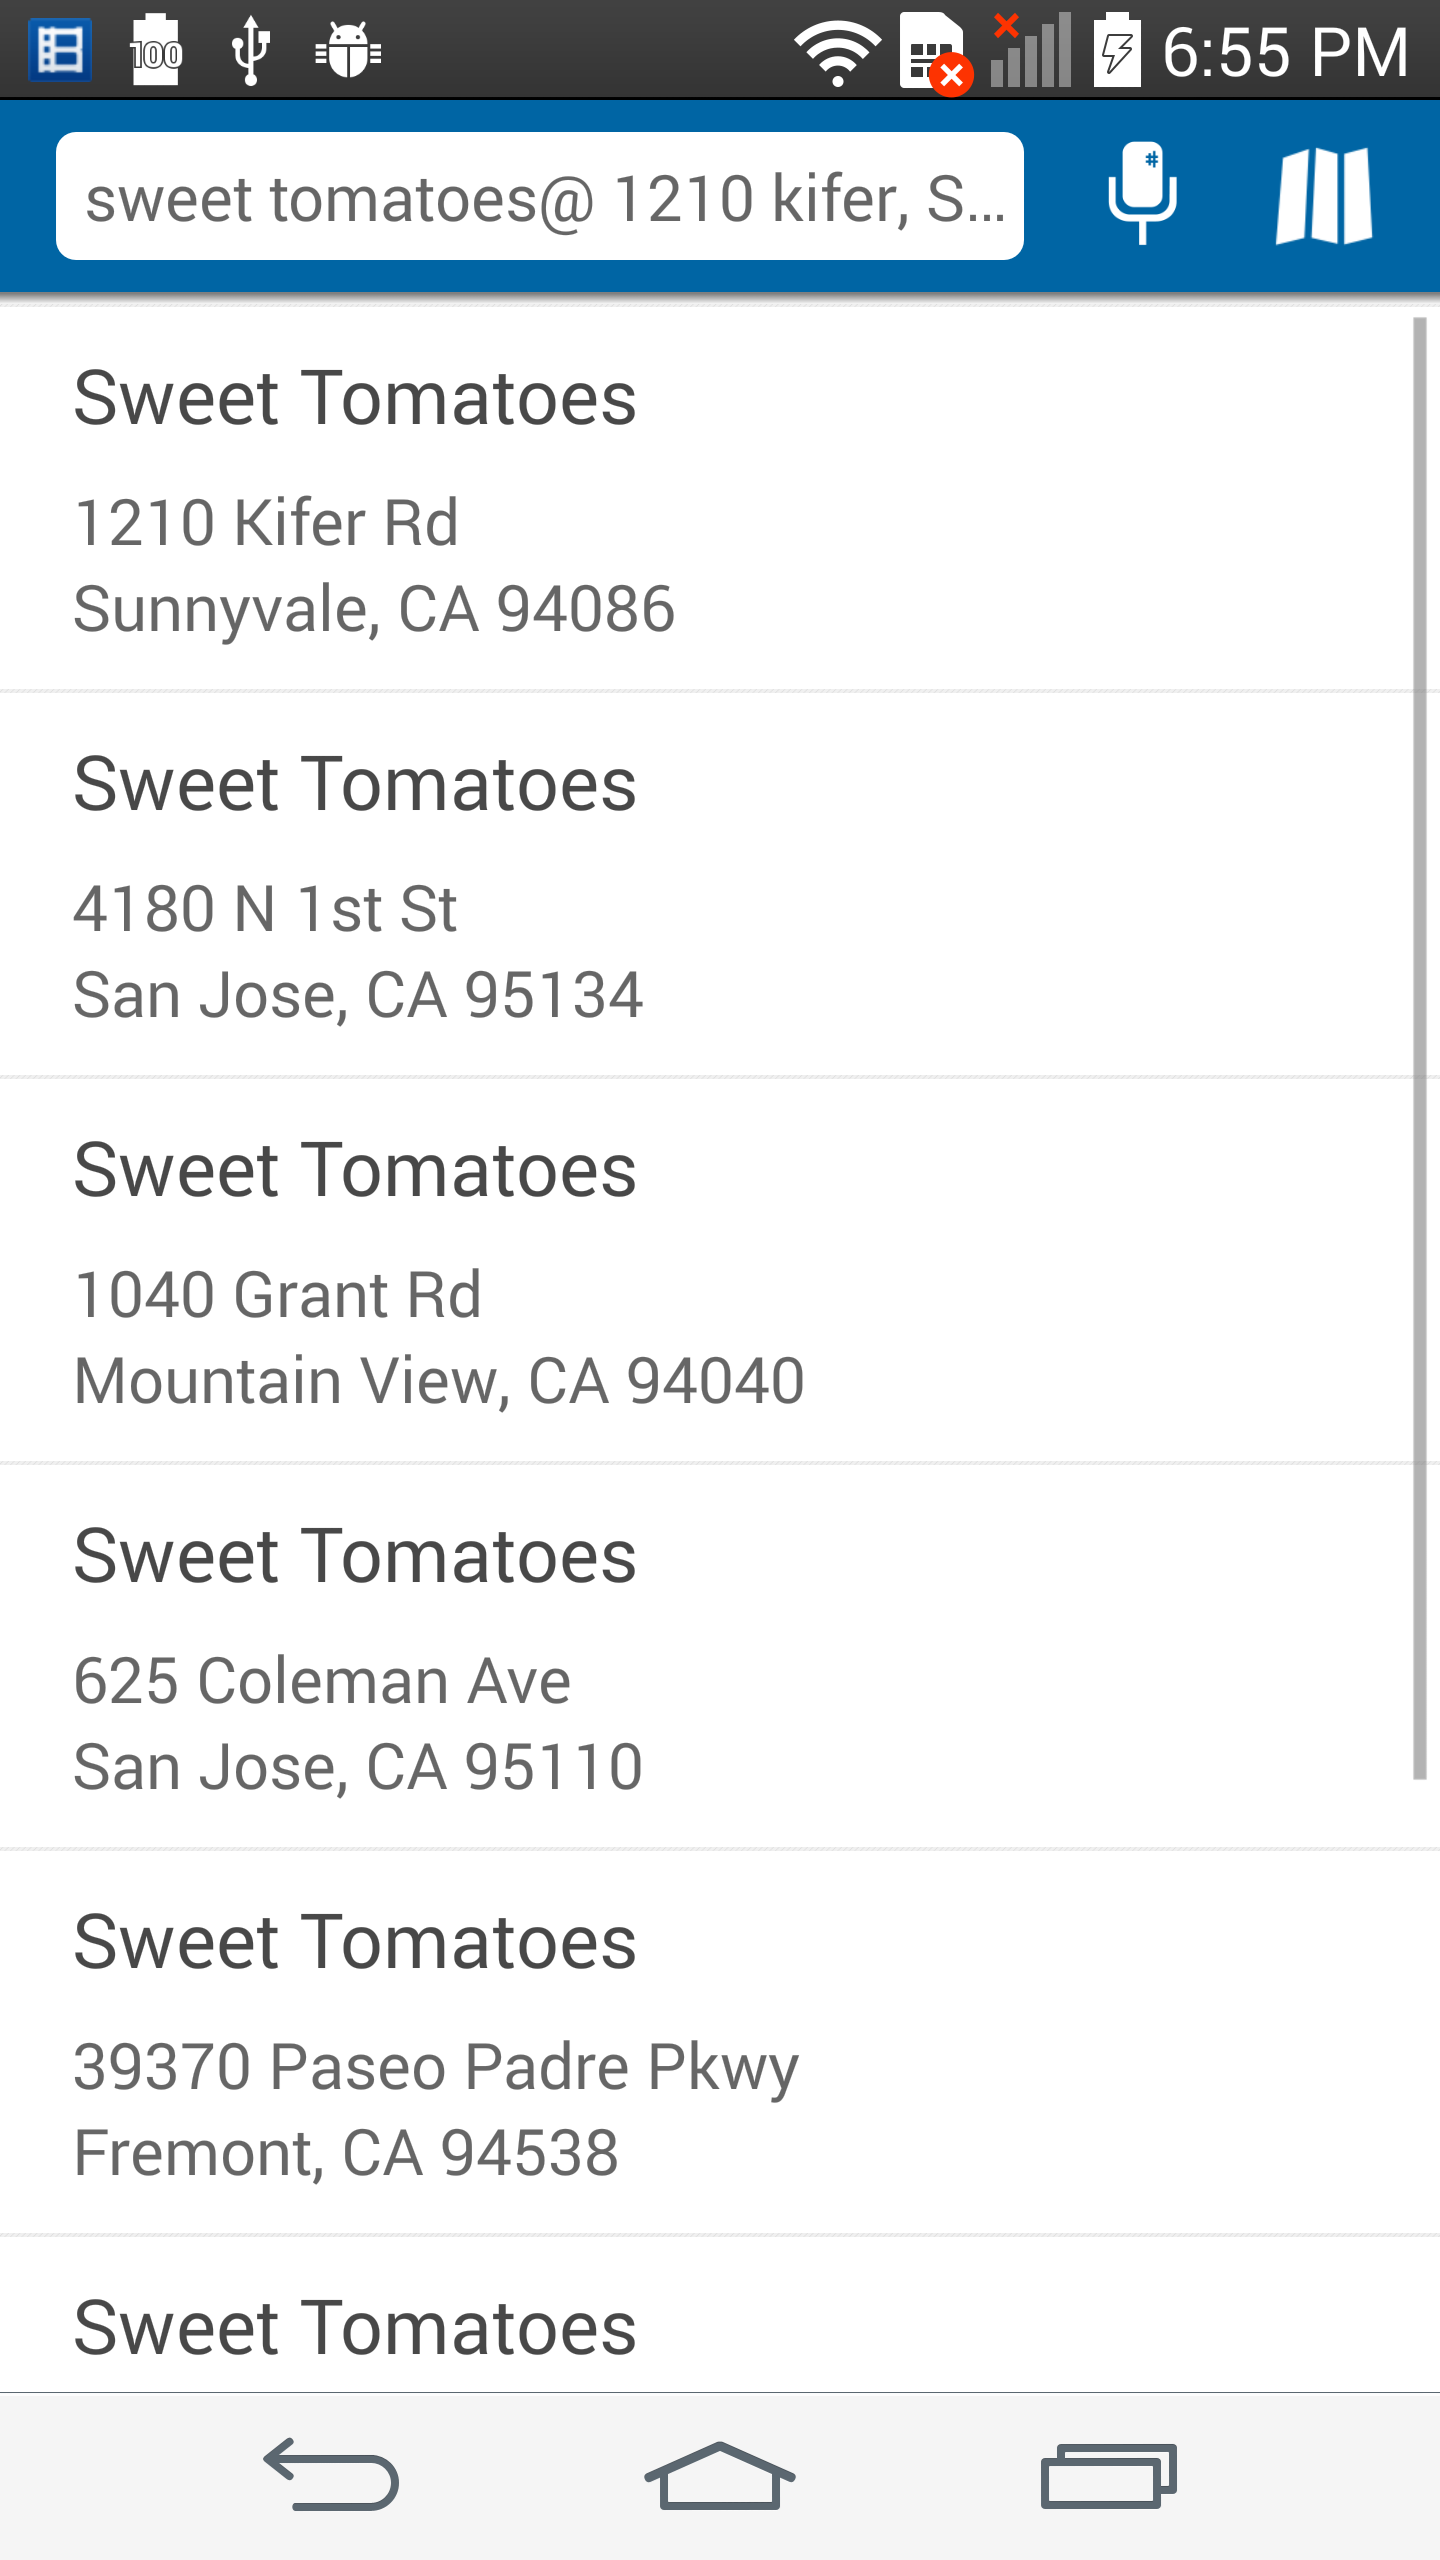 100
6:55 PM
sweet tomatoes@ 1210 kifer, S...
Sweet Tomatoes
1210 Kifer Rd
Sunnyvale, CA 94086
Sweet Tomatoes
4180 N 1st St
San Jose, CA 95134
Sweet Tomatoes
1040 Grant Rd
Mountain View, CA 94040
Sweet Tomatoes
625 Coleman Ave
San Jose, CA 95110
Sweet Tomatoes
39370 Paseo Padre Pkwy
Fremont, CA 94538
Sweet Tomatoes